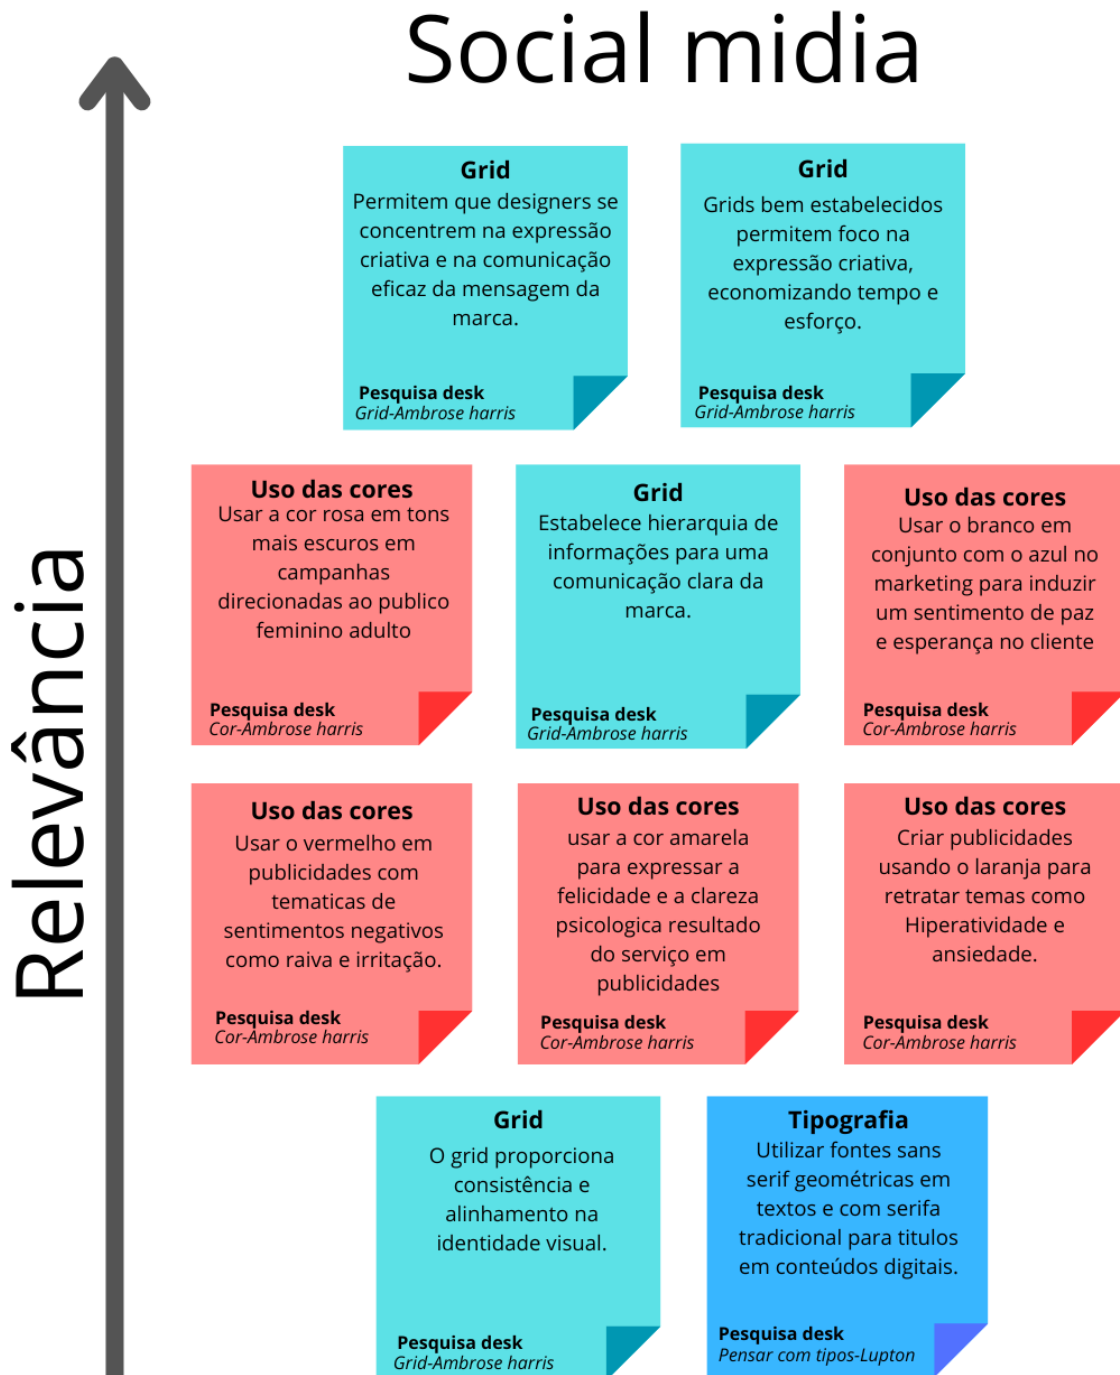 Social midia
Relevância
Grid
Permitem que designers se
concentrem na expressão
criativa e na comunicação
eficaz da mensagem da
marca.
Pesquisa desk
Grid-Ambrose harris
Grid
Grids bem estabelecidos
permitem foco na
expressão criativa,
economizando tempo e
esforço.
Pesquisa desk
Grid-Ambrose harris
Uso das cores
Usar a cor rosa em tons
mais escuros em
campanhas
direcionadas ao publico
feminino adulto
Pesquisa desk
Cor-Ambrose harris
Grid
Estabelece hierarquia de
informações para uma
comunicação clara da
marca.
Pesquisa desk
Grid-Ambrose harris
Uso das cores
Usar o branco em
conjunto com o azul no
marketing para induzir
um sentimento de paz
e esperança no cliente
Pesquisa desk
Cor-Ambrose harris
Uso das cores
Usar o vermelho em
publicidades com
tematicas de
sentimentos negativos
como raiva e irritação.
Pesquisa desk
Cor-Ambrose harris
Uso das cores
usar a cor amarela
para expressar a
felicidade e a clareza
psicologica resultado
do serviço em
publicidades
Pesquisa desk
Cor-Ambrose harris
Uso das cores
Criar publicidades
usando o laranja para
retratar temas como
Hiperatividade e
ansiedade.
Pesquisa desk
Cor-Ambrose harris
Grid
O grid proporciona
consistência e
alinhamento na
identidade visual.
Pesquisa desk
Grid-Ambrose harris
Tipografia
Utilizar fontes sans
serif geométricas em
textos e com serifa
tradicional para titulos
em conteúdos digitais.
Pesquisa desk
Pensar com tipos-Lupton